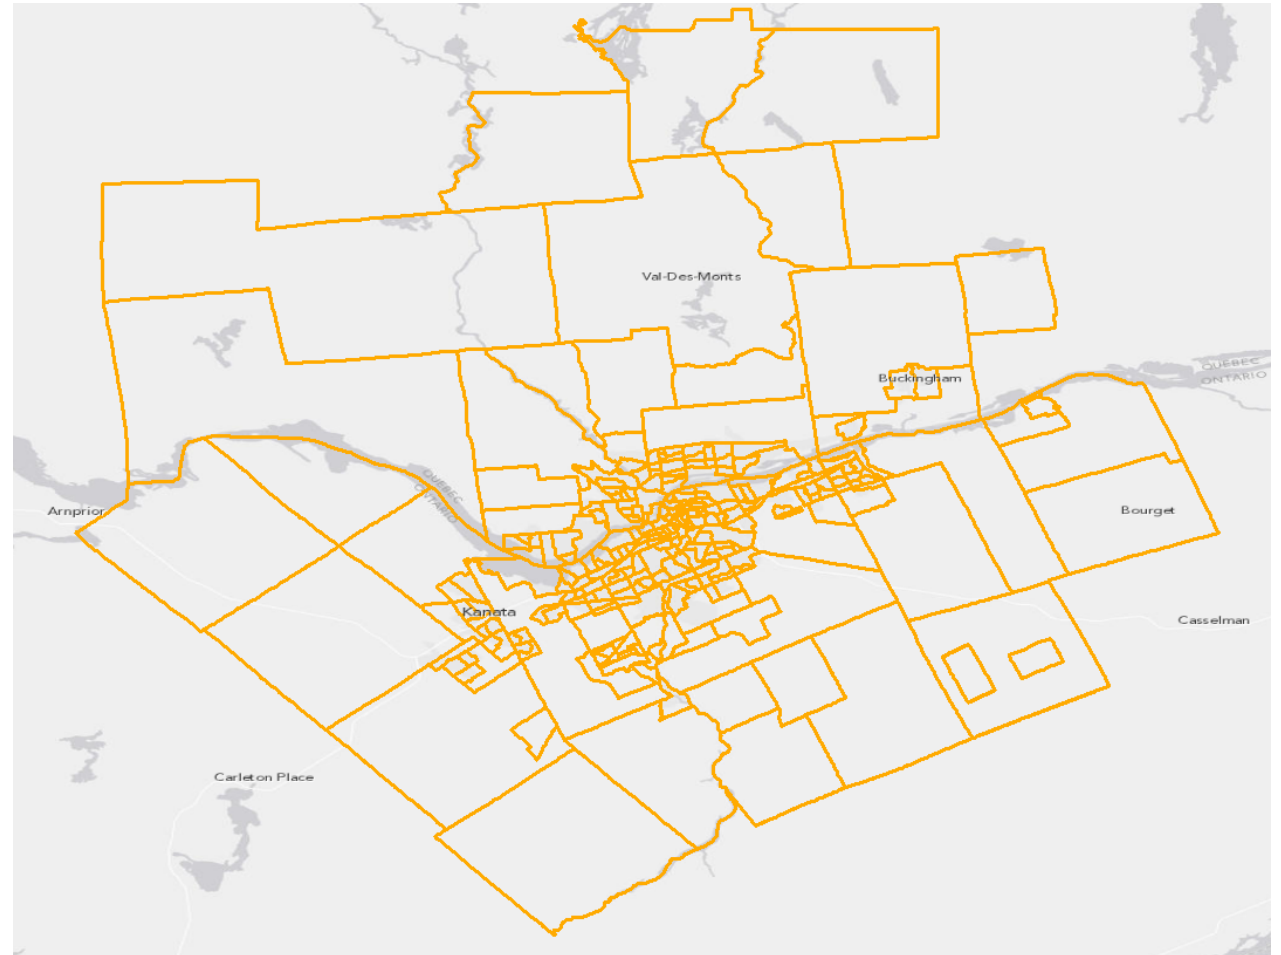 Val-Des-Monts
QUEBEC
ONTARIO
Buckingham
QUEBEC
ONTARIO
Arnprior
Bourget
Kanata
Casselman
Carleton Place